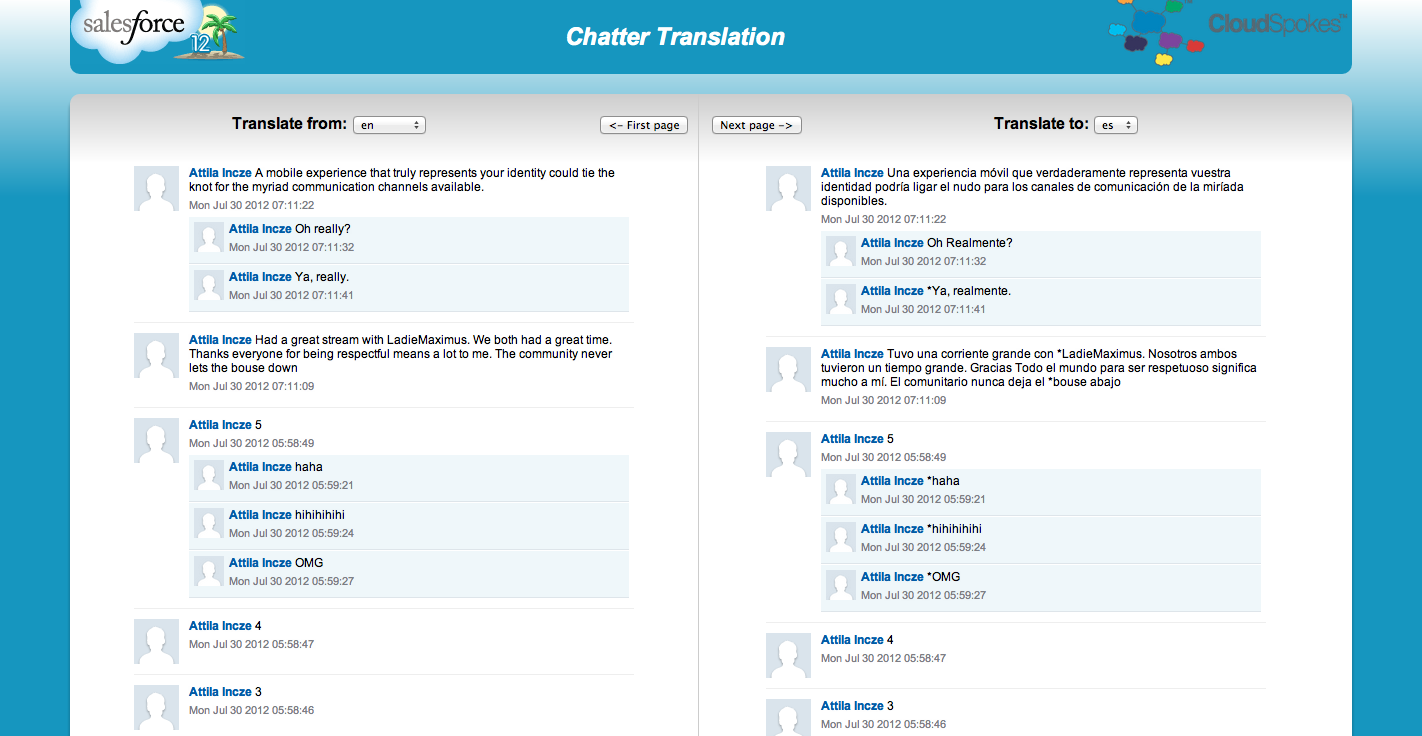 salesforce
12
Chatter Translation
CloudSpokes™
Translate from: en
<– First page
Next page –>
Translate to: es
Attila Incze A mobile experience that truly represents your identity could tie the
knot for the myriad communication channels available.
Mon Jul 30 2012 07:11:22
Attila Incze Oh really?
Mon Jul 30 2012 07:11:32
Attila Incze Ya, really.
Mon Jul 30 2012 07:11:41
Attila Incze Had a great stream with LadieMaximus. We both had a great time.
Thanks everyone for being respectful means a lot to me. The community never
lets the bouse down
Mon Jul 30 2012 07:11:09
Attila Incze 5
Mon Jul 30 2012 05:58:49
Attila Incze haha
Mon Jul 30 2012 05:59:21
Attila Incze hihihihihi
Mon Jul 30 2012 05:59:24
Attila Incze OMG
Mon Jul 30 2012 05:59:27
Attila Incze 4
Mon Jul 30 2012 05:58:47
Attila Incze 3
Mon Jul 30 2012 05:58:46
Attila Incze Una experiencia móvil que verdaderamente representa vuestra
identidad podría ligar el nudo para los canales de comunicación de la miríada
disponibles.
Mon Jul 30 2012 07:11:22
Attila Incze Oh Realmente?
Mon Jul 30 2012 07:11:32
Attila Incze *Ya, realmente.
Mon Jul 30 2012 07:11:41
Attila Incze Tuvo una corriente grande con *LadieMaximus. Nosotros ambos
tuvieron un tiempo grande. Gracias Todo el mundo para ser respetuoso significa
mucho a mí. El comunitario nunca deja el *bouse abajo
Mon Jul 30 2012 07:11:09
Attila Incze 5
Mon Jul 30 2012 05:58:49
Attila Incze *haha
Mon Jul 30 2012 05:59:21
Attila Incze *hihihihihi
Mon Jul 30 2012 05:59:24
Attila Incze *OMG
Mon Jul 30 2012 05:59:27
Attila Incze 4
Mon Jul 30 2012 05:58:47
Attila Incze 3
Mon Jul 30 2012 05:58:46